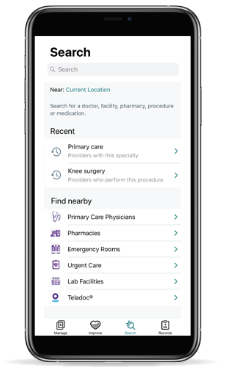 Search
Search
Near: Current Location
Search for a doctor, facility, pharmacy, procedure
or medication.
Recent
Primary care
Providers with this specialty
Knee surgery
Providers who perform this procedure
Find nearby
Primary Care Physicians
Pharmacies
Emergency Rooms
Urgent Care
Lab Facilities
Teladoc®
Manage
Improve
Search
Records